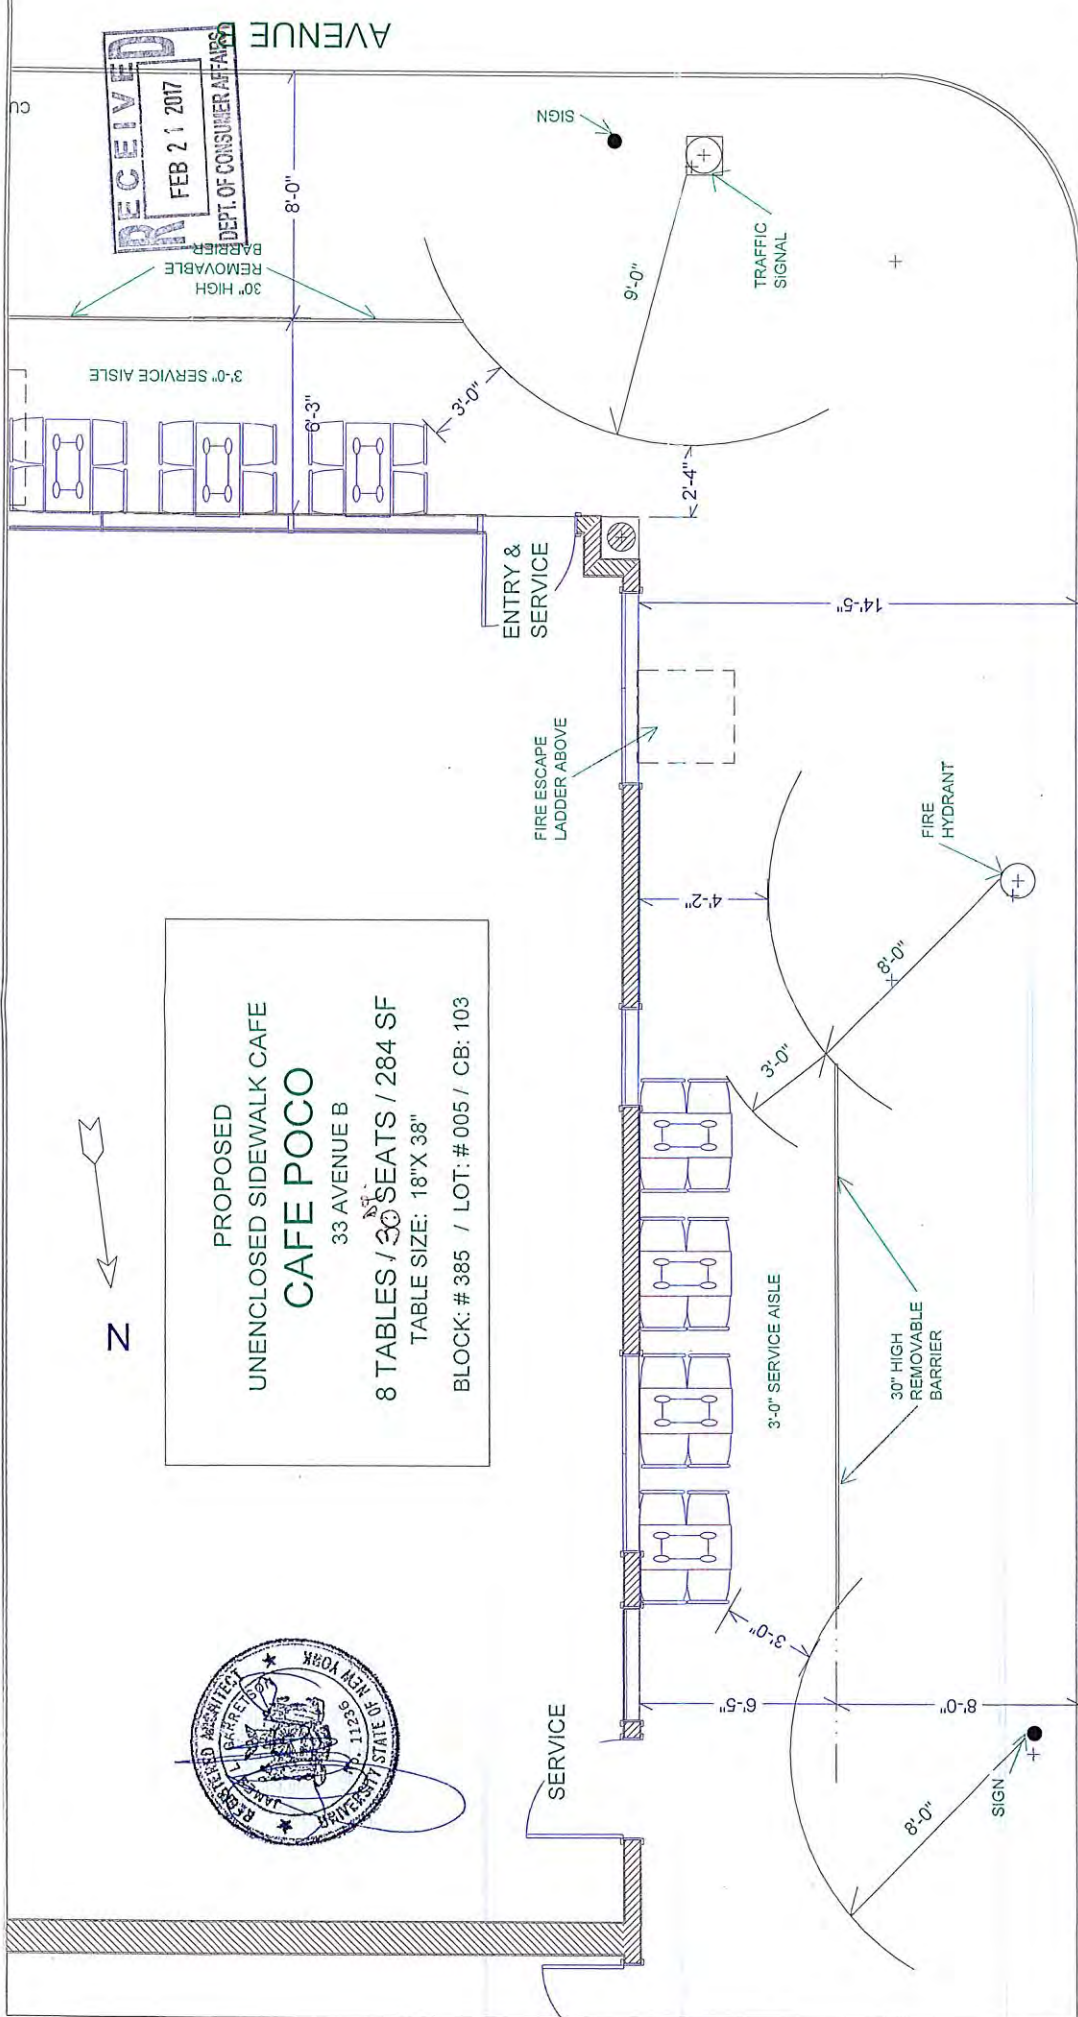 AVENUE B
RECEIVED
FEB 21 2017
DEPT. OF CONSUMER AFFAIRS
CU
8'-0"
30" HIGH
REMOVABLE
BARRIER
3'-0" SERVICE AISLE
6'-3"
3'-0"
SIGN
9'-0"
TRAFFIC
SIGNAL
2'-4"
ENTRY &
SERVICE
14'-5"
FIRE ESCAPE
LADDER ABOVE
4'-2"
FIRE
HYDRANT
8'-0"
3'-0"
PROPOSED
UNENCLOSED SIDEWALK CAFE
CAFE POCO
33 AVENUE B
8 TABLES / 30 SEATS / 284 SF
TABLE SIZE: 18"X 38"
BLOCK: # 385 / LOT: # 005 / CB: 103
N
3'-0" SERVICE AISLE
30" HIGH
REMOVABLE
BARRIER
3'-0"
6'-5"
8'-0"
SERVICE
SIGN
8'-0"
REGISTERED ARCHITECT
JAMES L. GARRETSON
NO. 11236
UNIVERSITY STATE OF NEW YORK